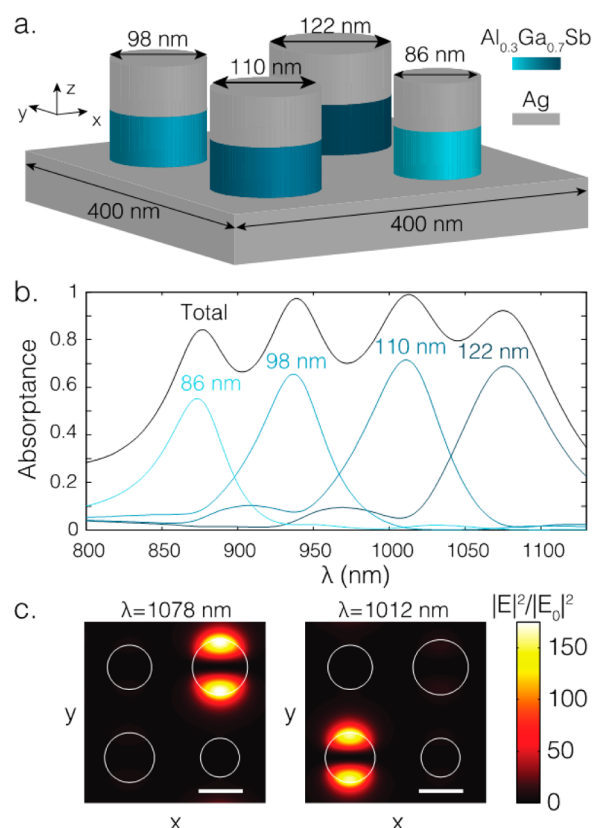 a.
98 nm
122 nm
110 nm
86 nm
Al0.3Ga0.7Sb
Ag
z
y
x
400 nm
400 nm
b.
Absorptance
1
0.8
0.6
0.4
0.2
0
Total
86 nm
98 nm
110 nm
122 nm
800
850
900
950
1000
1050
1100
λ (nm)
c.
λ=1078 nm
λ=1012 nm
|E|²/|E0|²
y
x
y
x
150
100
50
0